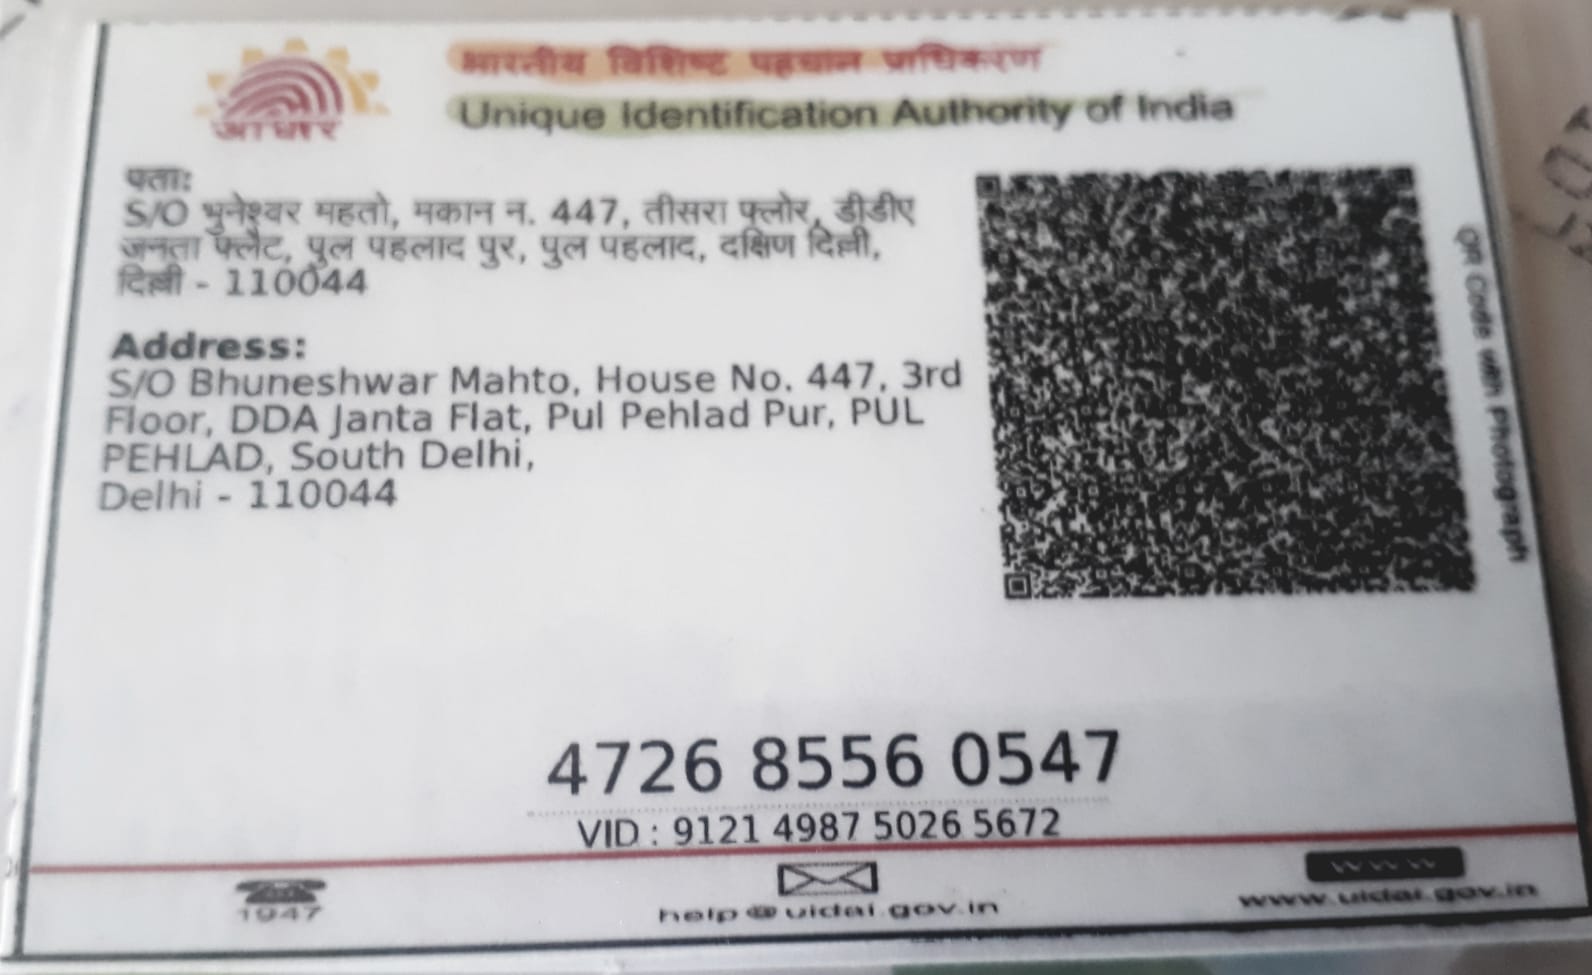 भारतीय विशिष्ट पहचान प्राधिकरण
Unique Identification Authority of India
आधार
पताः
S/O भुनेश्वर महतो, मकान न. 447, तीसरा फ्लोर, डीडीए
जनता फ्लैट, पुल पहलाद पुर, पुल पहलाद, दक्षिण दिल्ली,
दिल्ली - 110044
Address:
S/O Bhuneshwar Mahto, House No. 447, 3rd
Floor, DDA Janta Flat, Pul Pehlad Pur, PUL
PEHLAD, South Delhi,
Delhi - 110044
QR Code with Photograph
4726 8556 0547
VID : 9121 4987 5026 5672
1947
help@uidai.gov.in
www
www.uidai.gov.in